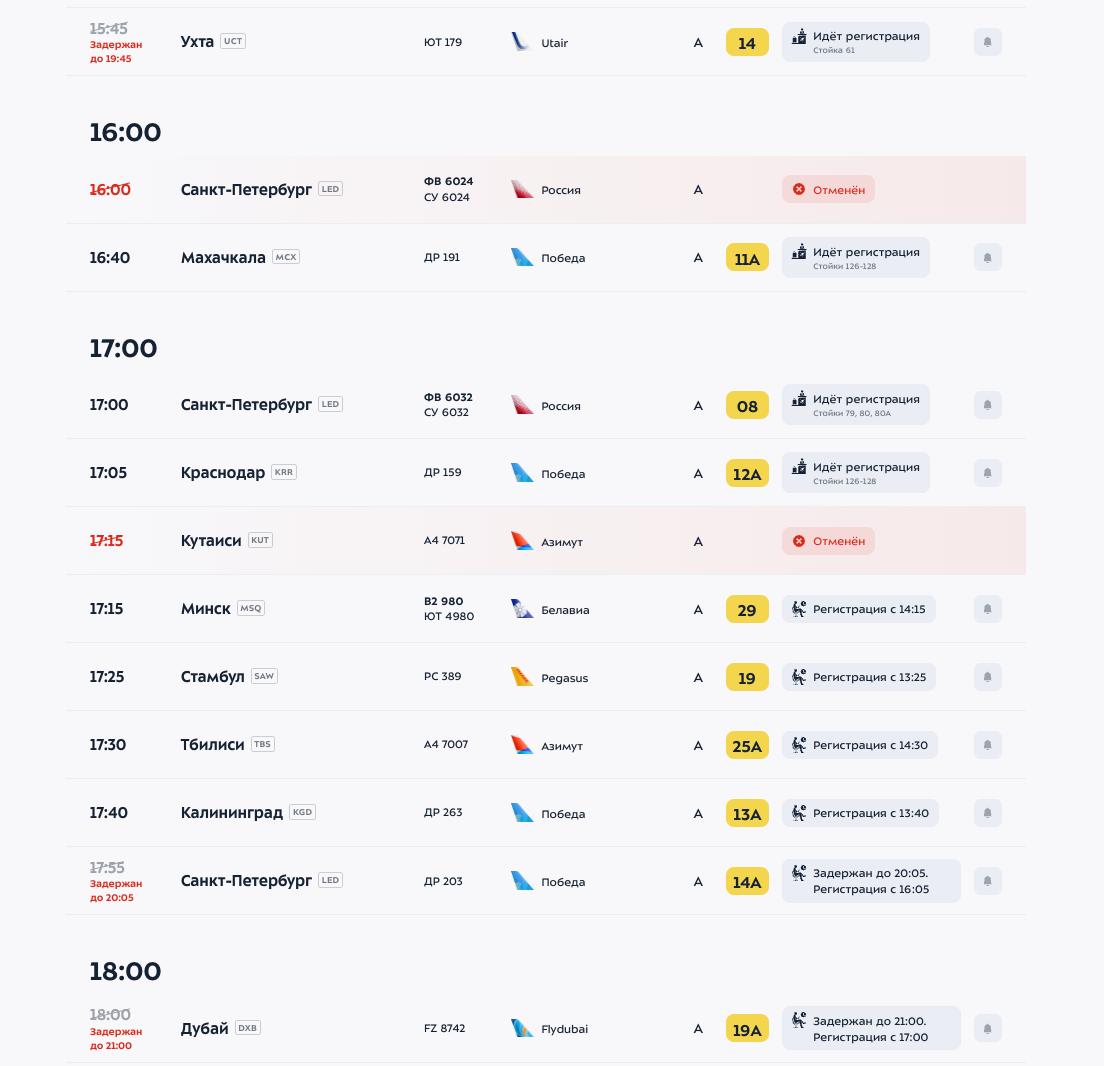 15:45
Задержан
до 19:45
Ухта UCT
ЮТ 179
Utair
A
14
Идёт регистрация
Стойка 61
16:00
16:00
Санкт-Петербург LED
ФВ 6024
СУ 6024
Россия
A
Отменён
16:40
Махачкала MCX
ДР 191
Победа
A
11A
Идёт регистрация
Стойки 126-128
17:00
17:00
Санкт-Петербург LED
ФВ 6032
СУ 6032
Россия
A
08
Идёт регистрация
Стойки 79, 80, 80A
17:05
Краснодар KRR
ДР 159
Победа
A
12A
Идёт регистрация
Стойки 126-128
17:15
Кутаиси KUT
А4 7071
Азимут
A
Отменён
17:15
Минск MSQ
В2 980
ЮТ 4980
Белавиа
A
29
Регистрация с 14:15
17:25
Стамбул SAW
PC 389
Pegasus
A
19
Регистрация с 13:25
17:30
Тбилиси TBS
А4 7007
Азимут
A
25A
Регистрация с 14:30
17:40
Калининград KGD
ДР 263
Победа
A
13A
Регистрация с 13:40
17:55
Задержан
до 20:05
Санкт-Петербург LED
ДР 203
Победа
A
14A
Задержан до 20:05.
Регистрация с 16:05
18:00
18:00
Задержан
до 21:00
Дубай DXB
FZ 8742
Flydubai
A
19A
Задержан до 21:00.
Регистрация с 17:00